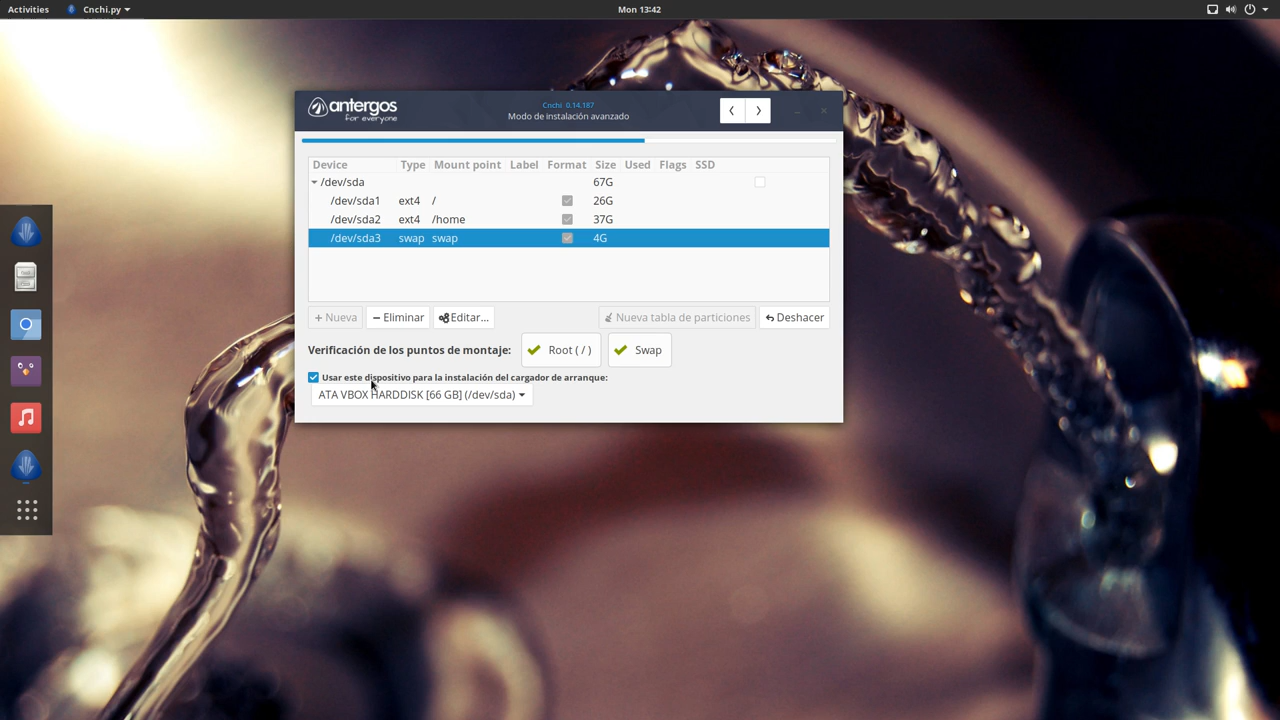 Activities Cnchi.py Mon 13:42
antergos
for everyone
Cnchi 0.14.187
Modo de instalación avanzado
Device Type Mount point Label Format Size Used Flags SSD
/dev/sda 67G
/dev/sda1 ext4 / 26G
/dev/sda2 ext4 /home 37G
/dev/sda3 swap swap 4G
Nueva Eliminar Editar... Nueva tabla de particiones Deshacer
Verificación de los puntos de montaje: Root ( / ) Swap
Usar este dispositivo para la instalación del cargador de arranque:
ATA VBOX HARDDISK [66 GB] (/dev/sda)